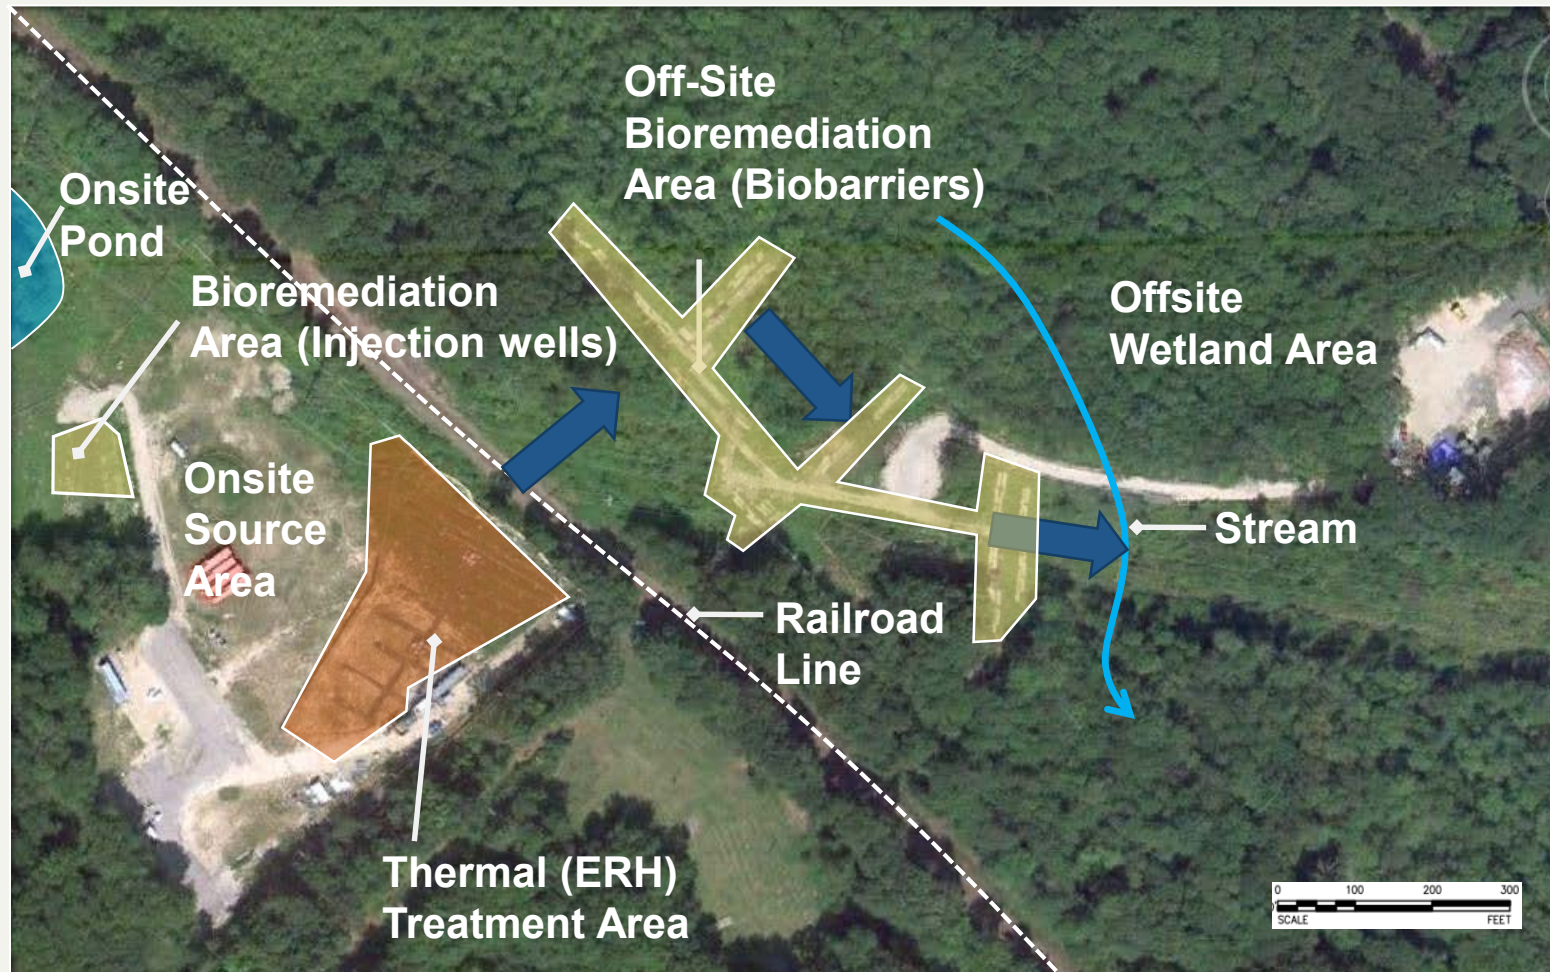 Off-Site
Bioremediation
Area (Biobarriers)
Onsite
Pond
Bioremediation
Area (Injection wells)
Offsite
Wetland Area
Onsite
Source
Area
Stream
Railroad
Line
Thermal (ERH)
Treatment Area
0 100 200 300
SCALE FEET